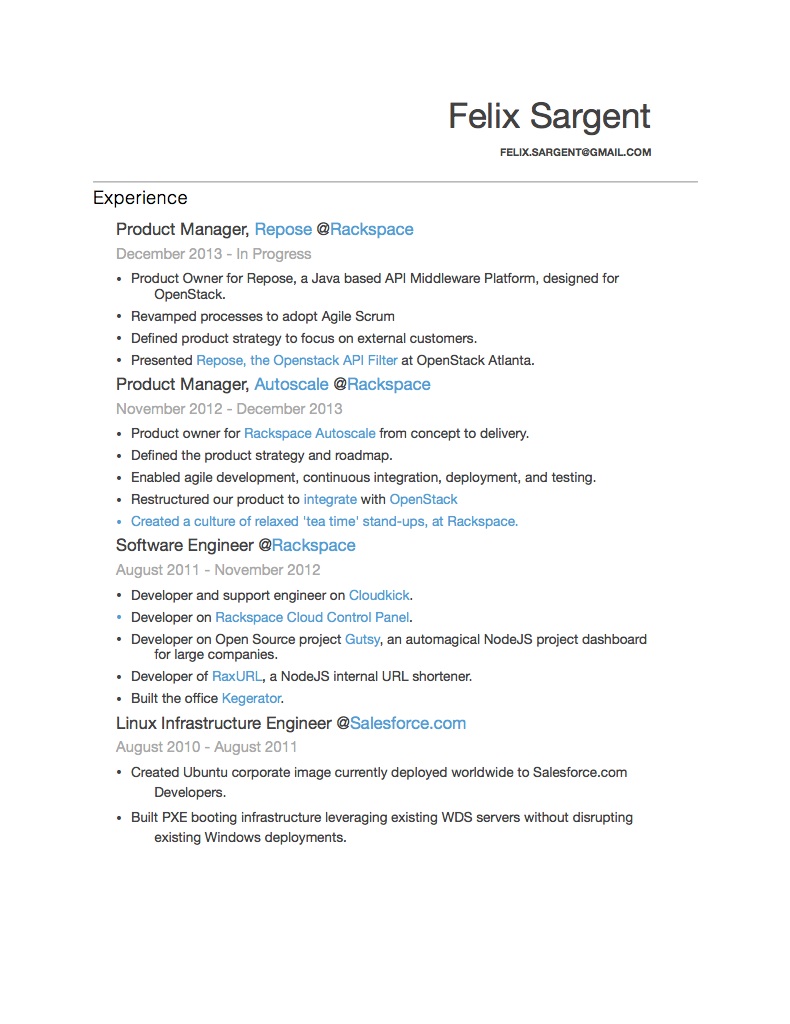 Felix Sargent
FELIX.SARGENT@GMAIL.COM
Experience
Product Manager, Repose @Rackspace
December 2013 - In Progress
• Product Owner for Repose, a Java based API Middleware Platform, designed for
OpenStack.
• Revamped processes to adopt Agile Scrum
• Defined product strategy to focus on external customers.
• Presented Repose, the Openstack API Filter at OpenStack Atlanta.
Product Manager, Autoscale @Rackspace
November 2012 - December 2013
• Product owner for Rackspace Autoscale from concept to delivery.
• Defined the product strategy and roadmap.
• Enabled agile development, continuous integration, deployment, and testing.
• Restructured our product to integrate with OpenStack
• Created a culture of relaxed 'tea time' stand-ups, at Rackspace.
Software Engineer @Rackspace
August 2011 - November 2012
• Developer and support engineer on Cloudkick.
• Developer on Rackspace Cloud Control Panel.
• Developer on Open Source project Gutsy, an automagical NodeJS project dashboard
for large companies.
• Developer of RaxURL, a NodeJS internal URL shortener.
• Built the office Kegerator.
Linux Infrastructure Engineer @Salesforce.com
August 2010 - August 2011
• Created Ubuntu corporate image currently deployed worldwide to Salesforce.com
Developers.
• Built PXE booting infrastructure leveraging existing WDS servers without disrupting
existing Windows deployments.